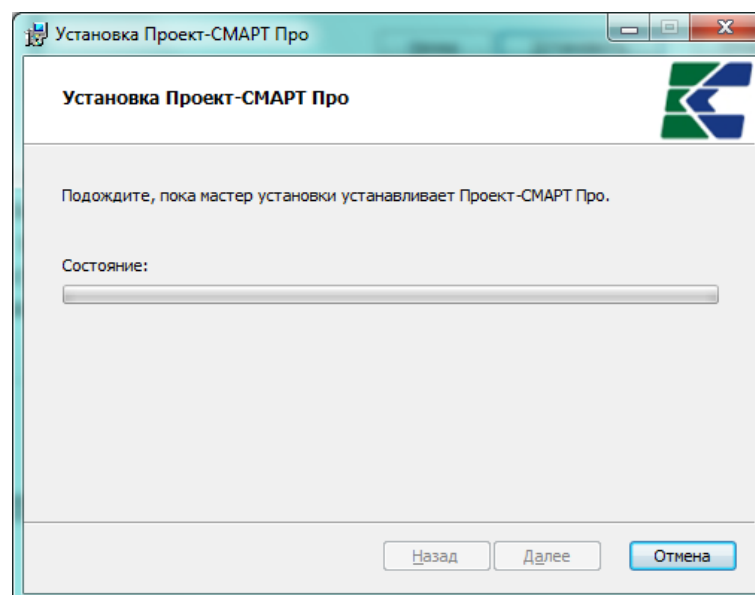 Установка Проект-СМАРТ Про
Установка Проект-СМАРТ Про
Подождите, пока мастер установки устанавливает Проект-СМАРТ Про.
Состояние:
Назад
Далее
Отмена